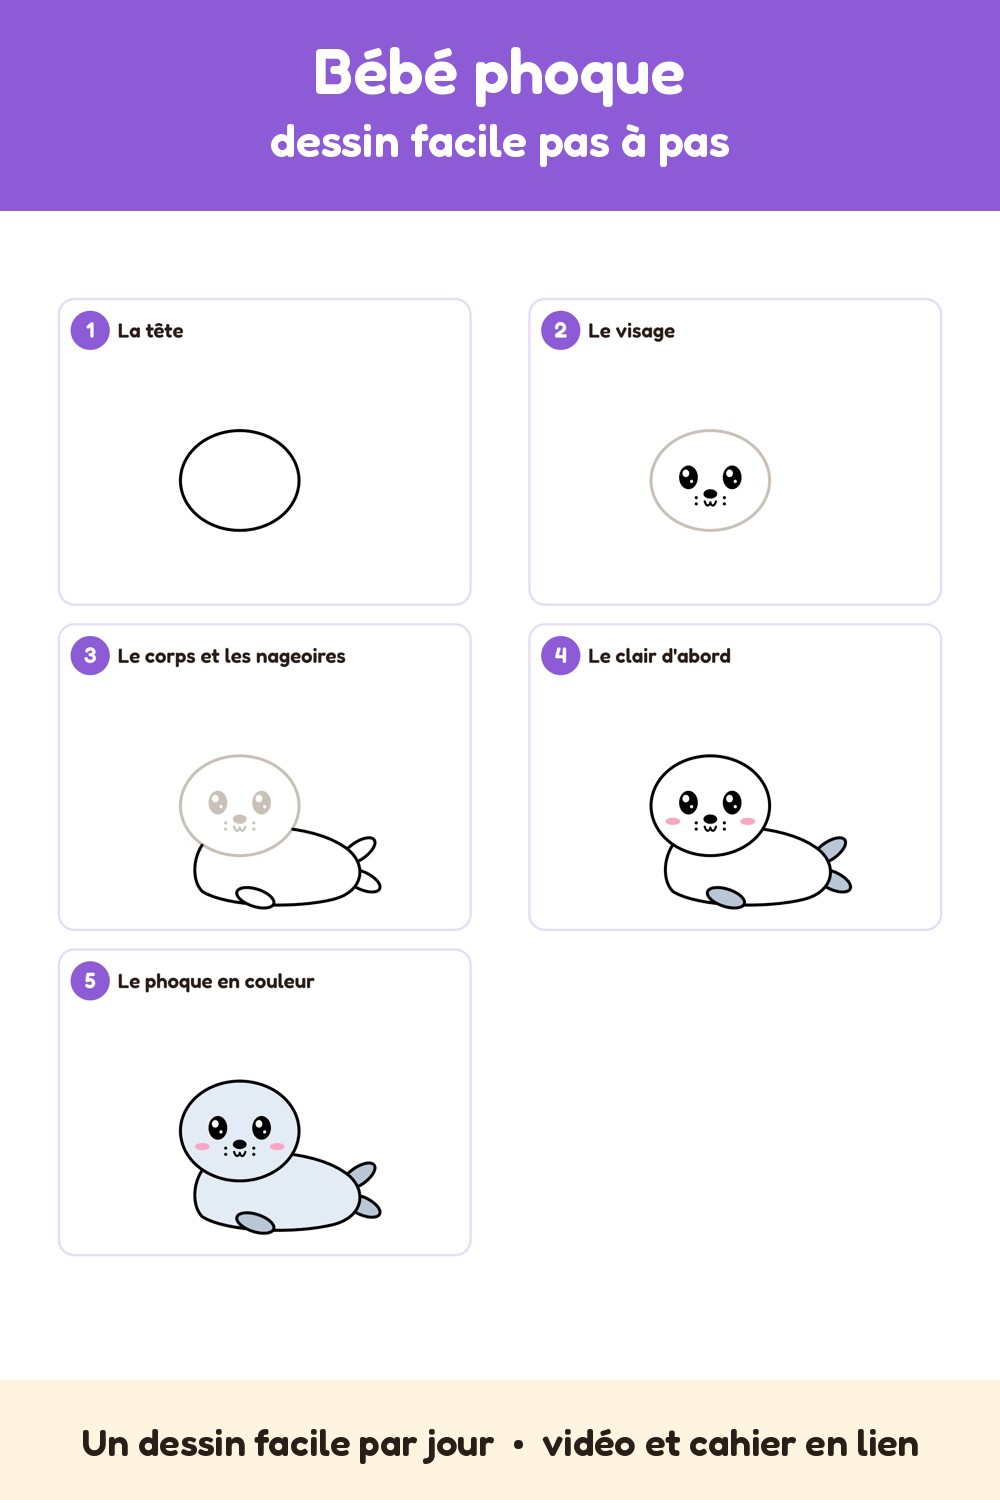 Bébé phoque
dessin facile pas à pas
1 La tête
2 Le visage
3 Le corps et les nageoires
4 Le clair d'abord
5 Le phoque en couleur
Un dessin facile par jour • vidéo et cahier en lien